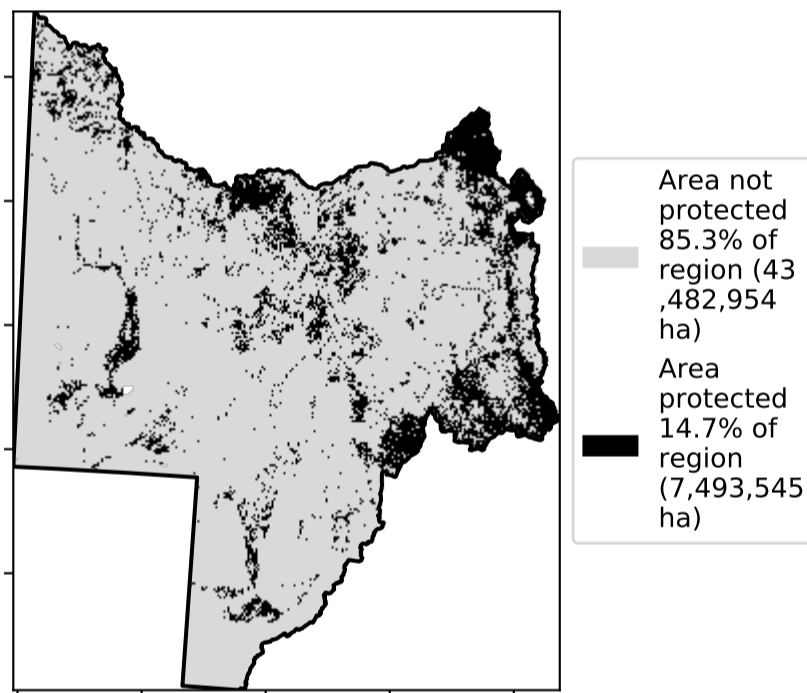 Area not
protected
85.3% of
region (43
,482,954
ha)
Area
protected
14.7% of
region
(7,493,545
ha)